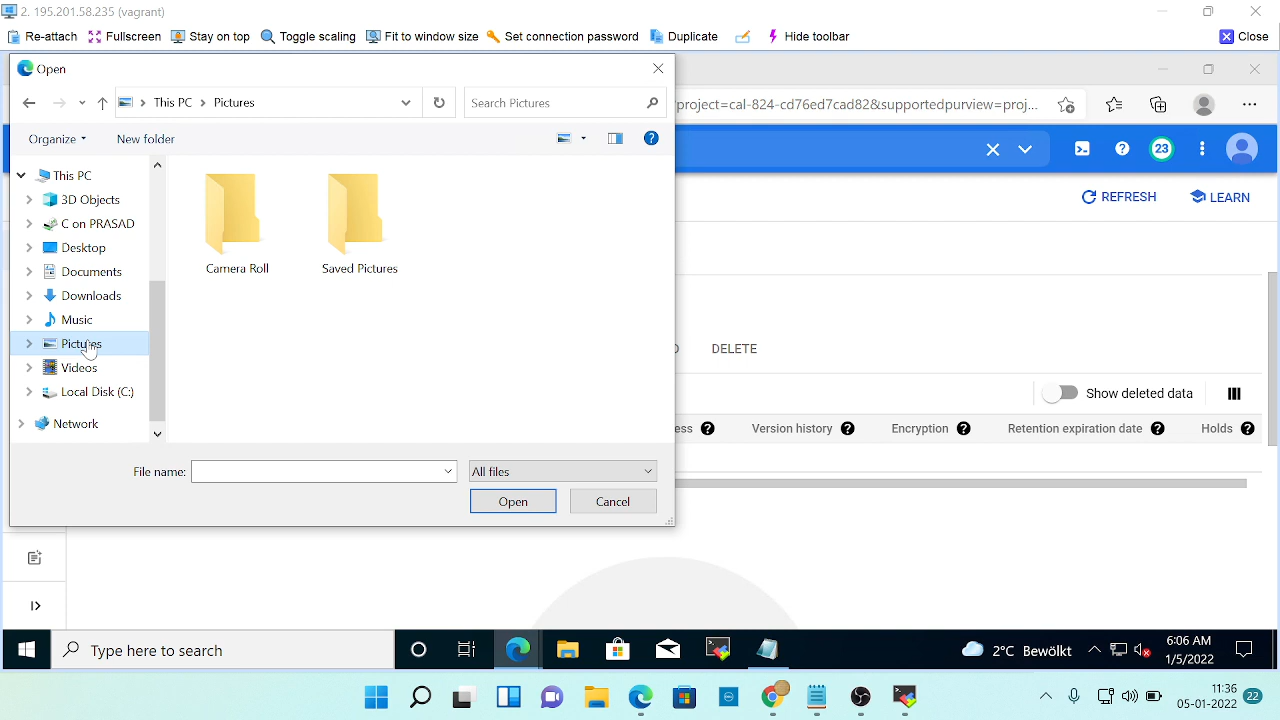 2. 195.201.58.235 (vagrant)
Re-attach Fullscreen Stay on top Toggle scaling Fit to window size Set connection password Duplicate Hide toolbar Close
Open
This PC Pictures Search Pictures
project=cal-824-cd76ed7cad82&supportedpurview=proj...
Organize New folder
23
REFRESH LEARN
This PC
3D Objects
C on PRASAD
Desktop
Documents
Downloads
Music
Pictures
Videos
Local Disk (C:)
Network
Camera Roll Saved Pictures
DELETE
Show deleted data
ess Version history Encryption Retention expiration date Holds
File name: All files
Open Cancel
Type here to search
2°C Bewölkt
6:06 AM
1/5/2022
11:36
05-01-2022
22